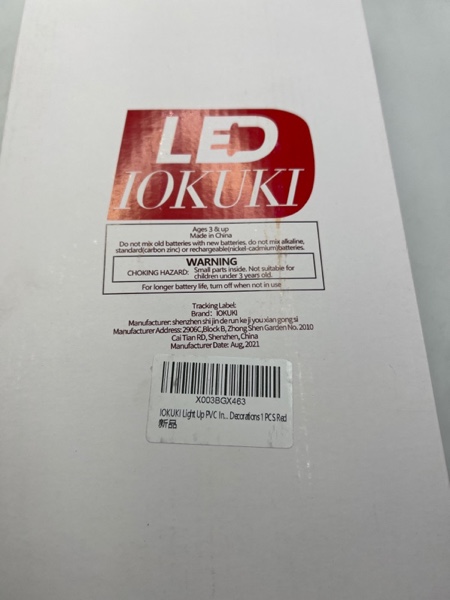 LED
IOKUKI
Ages 3 & up
Made in China
Do not mix old batteries with new batteries, do not mix alkaline,
standard(carbon zinc) or rechargeable(nickel-cadmium)batteries.
WARNING
CHOKING HAZARD: Small parts inside. Not suitable for
children under 3 years old.
For longer battery life, turn off when not in use
Tracking Label:
Brand: IOKUKI
Manufacturer: shenzhen shi jin de run ke ji you xian gong si
Manufacturer Address: 2906C,Block B, Zhong Shen Garden No. 2010
Cai Tian RD, Shenzhen, China
Manufacturer Date: Aug, 2021
X003BGX463
IOKUKI Light Up PVC In... Decorations 1 PCS Red
新品